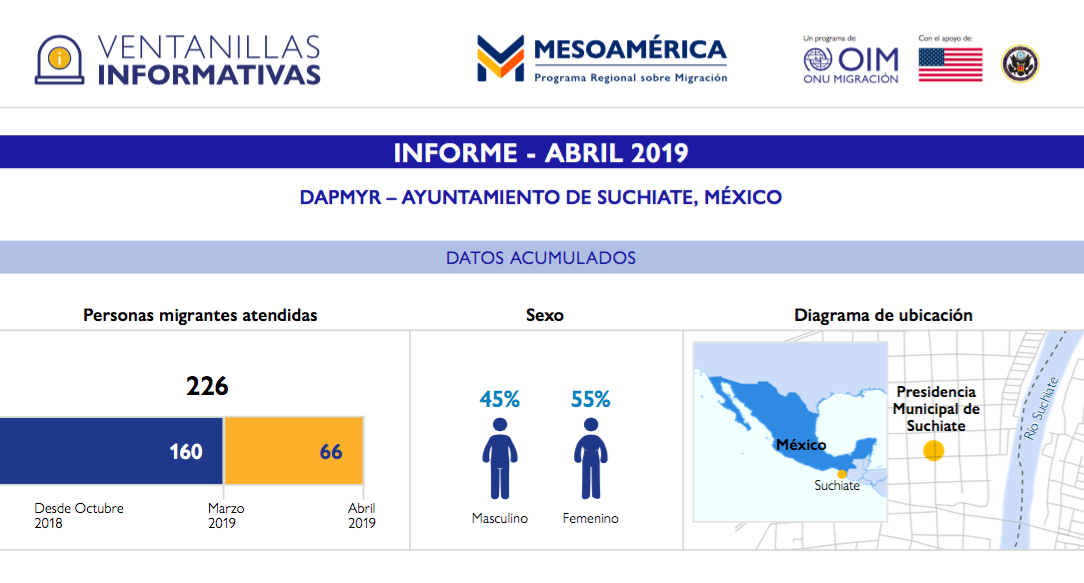 VENTANILLAS
INFORMATIVAS
MESOAMÉRICA
Programa Regional sobre Migración
Un programa de:
OIM
ONU MIGRACIÓN
Con el apoyo de:
INFORME - ABRIL 2019
DAPMYR – AYUNTAMIENTO DE SUCHIATE, MÉXICO
DATOS ACUMULADOS
Personas migrantes atendidas
226
160
66
Desde Octubre
2018
Marzo
2019
Abril
2019
Sexo
45%
55%
Masculino
Femenino
Diagrama de ubicación
México
Suchiate
Presidencia
Municipal de
Suchiate
Río Suchiate